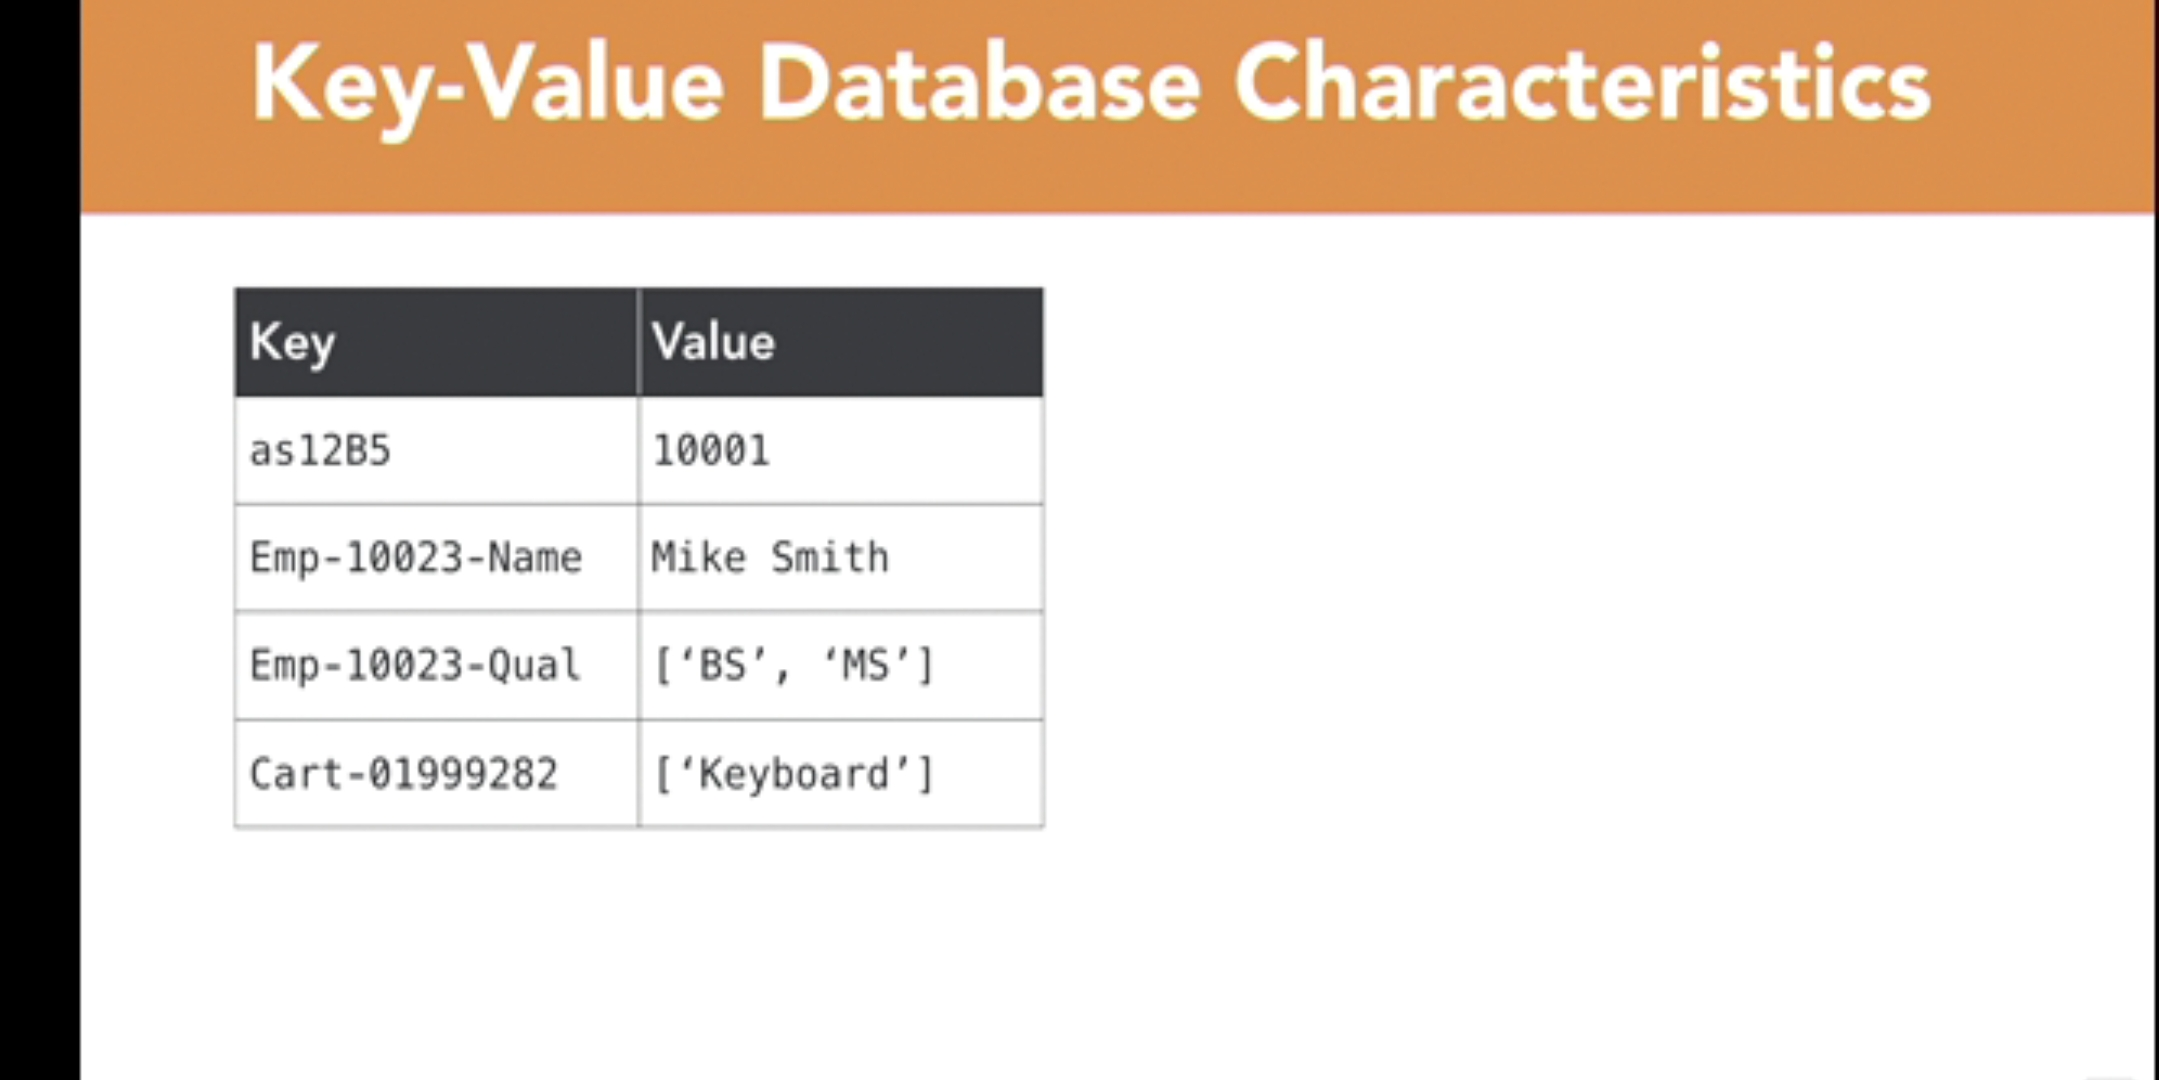 Key-Value Database Characteristics
Key Value
as12B5 10001
Emp-10023-Name Mike Smith
Emp-10023-Qual [‘BS’, ‘MS’]
Cart-01999282 [‘Keyboard’]